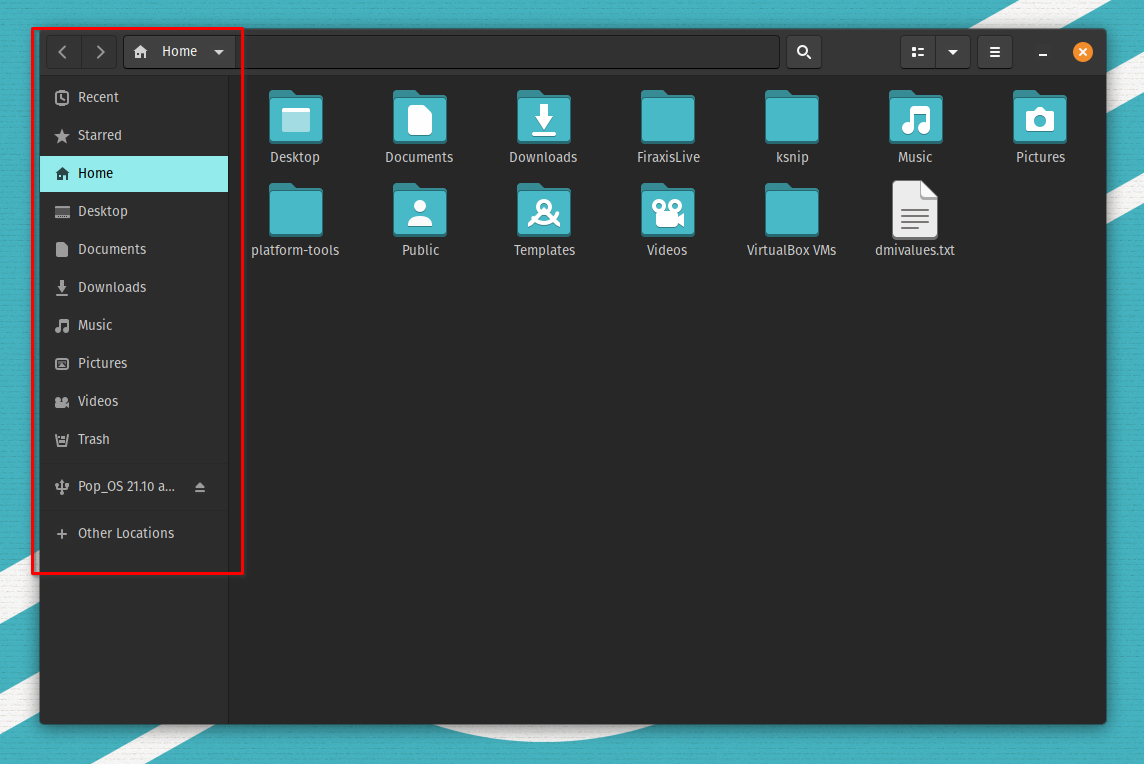 Home
Recent
Starred
Home
Desktop
Documents
Downloads
Music
Pictures
Videos
Trash
Pop_OS 21.10 a...
Other Locations
Desktop
Documents
Downloads
FiraxisLive
ksnip
Music
Pictures
platform-tools
Public
Templates
Videos
VirtualBox VMs
dmivalues.txt